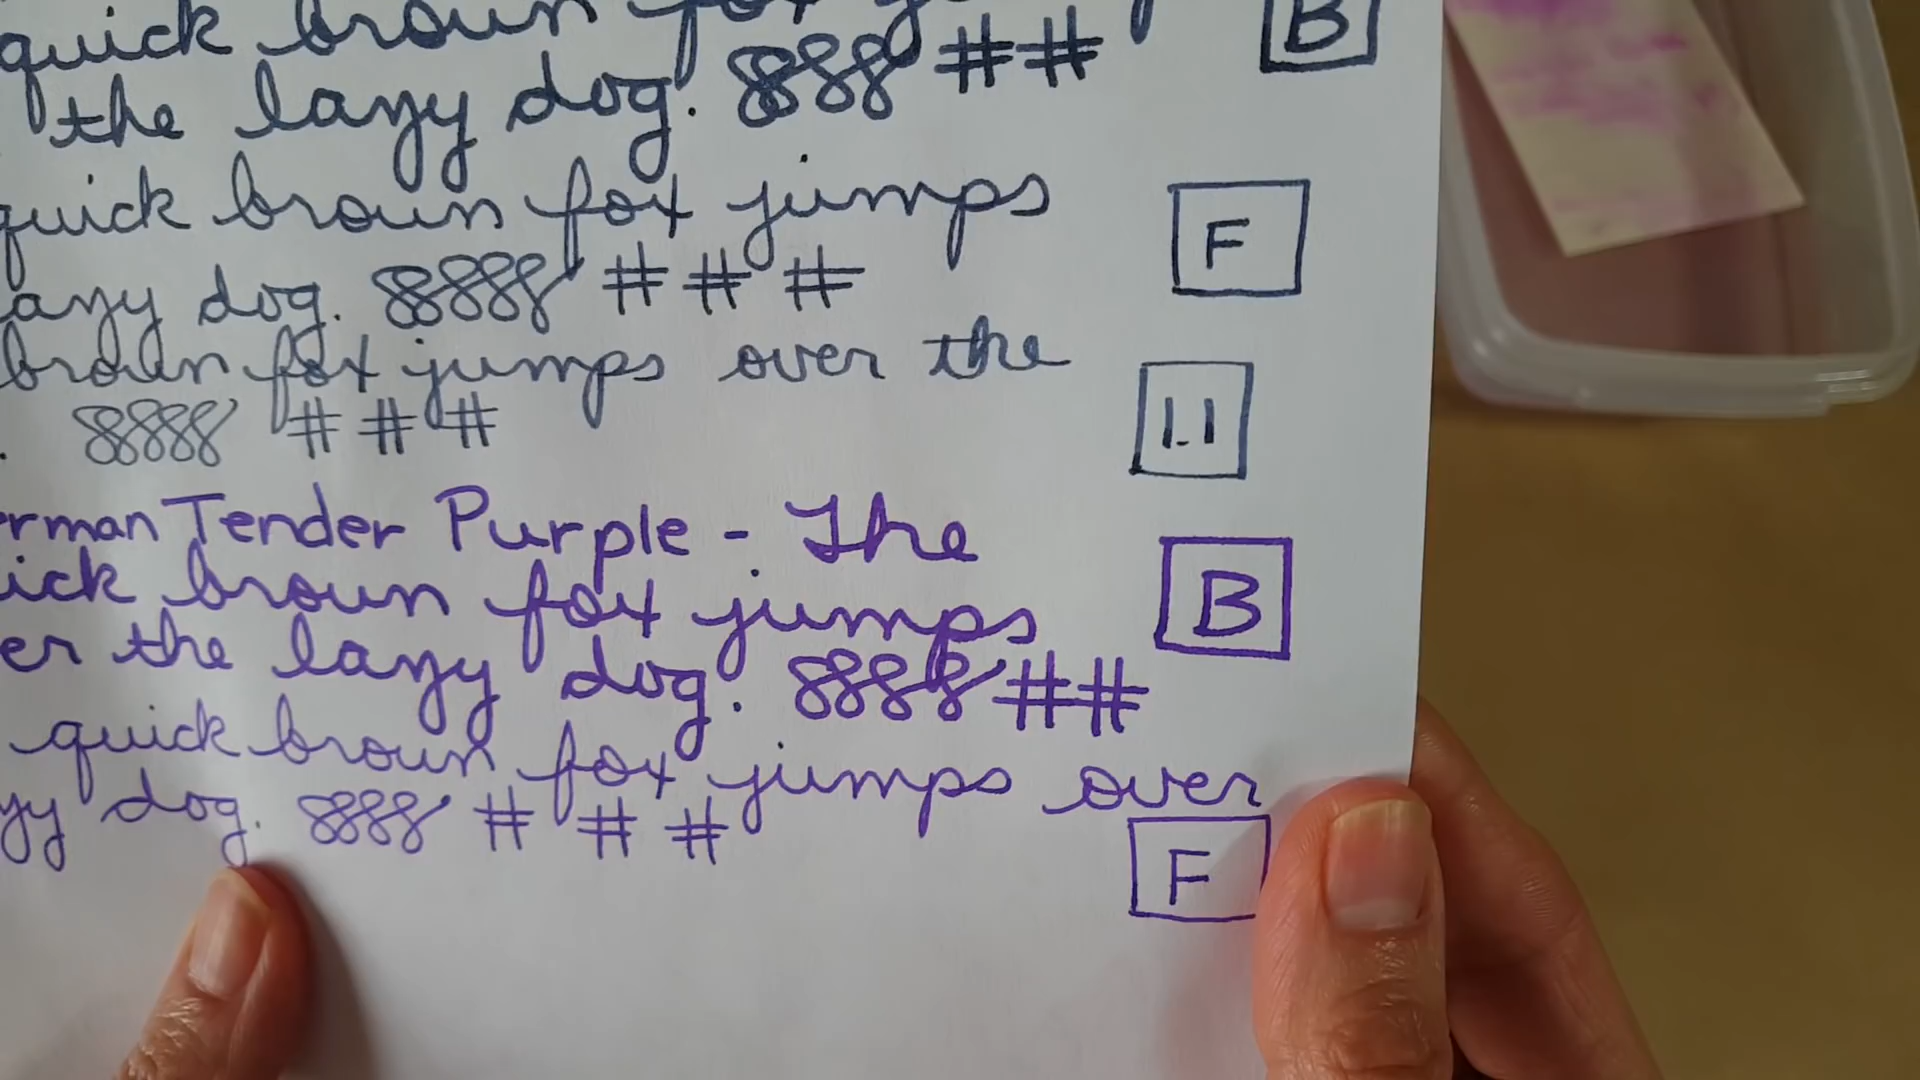 quick brown fox
B
the lazy dog. 888 ##
quick brown fox jumps
F
azy dog. 8888 # # #
brown fox jumps over the
1.1
. 8888 # # #
erman Tender Purple - The
ick brown fox jumps
B
er the lazy dog. 8888 ##
quick brown fox jumps over
zy dog. 8888 # # #
F